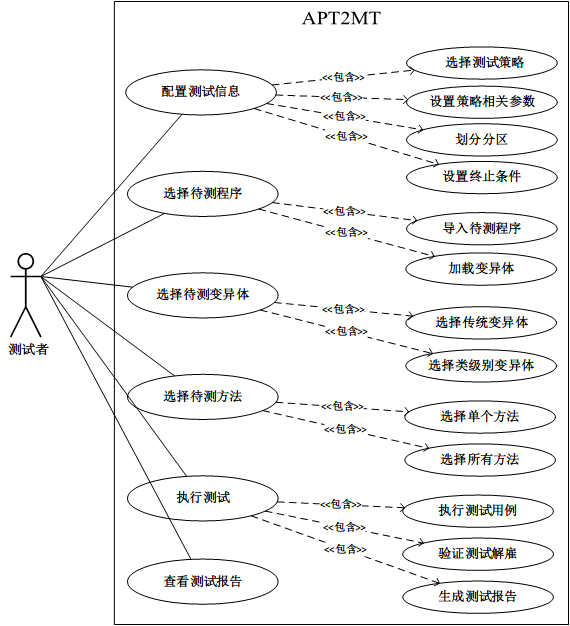 APT2MT
选择测试策略
配置测试信息
<<包含>>
<<包含>>
设置策略相关参数
<<包含>>
<<包含>>
划分分区
设置终止条件
选择待测程序
<<包含>>
<<包含>>
导入待测程序
加载变异体
测试者
选择待测变异体
<<包含>>
<<包含>>
选择传统变异体
选择类级别变异体
选择待测方法
<<包含>>
<<包含>>
选择单个方法
选择所有方法
执行测试
<<包含>>
<<包含>>
<<包含>>
执行测试用例
验证测试解雇
生成测试报告
查看测试报告